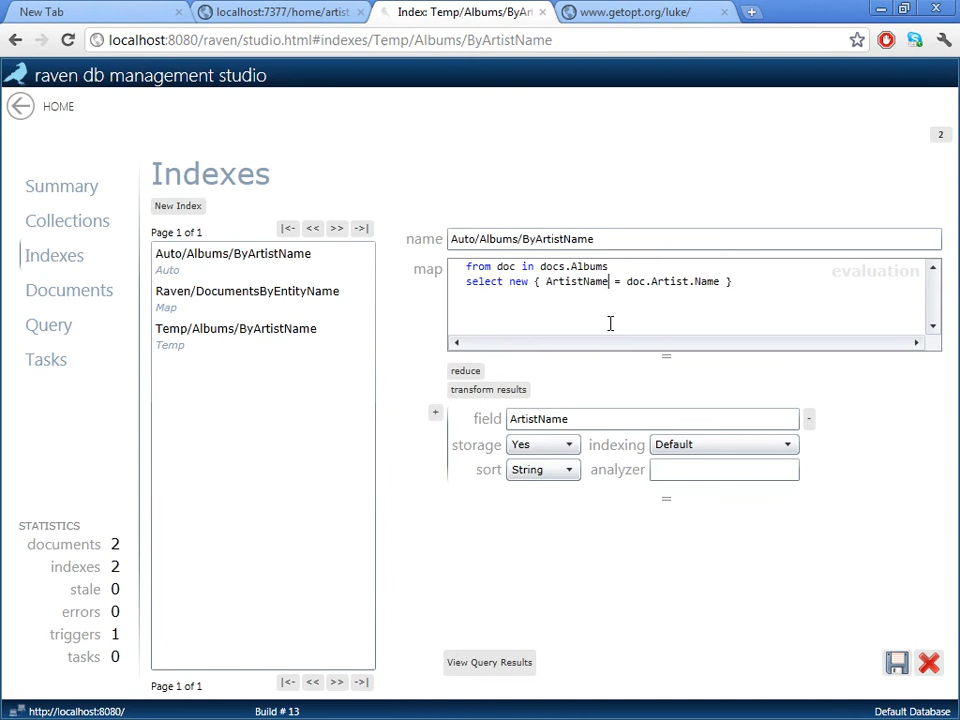 New Tab
localhost:7377/home/artist
Index: Temp/Albums/ByArt
www.getopt.org/luke/
localhost:8080/raven/studio.html#indexes/Temp/Albums/ByArtistName
raven db management studio
HOME
2
Indexes
Summary
Collections
Indexes
Documents
Query
Tasks
New Index
Page 1 of 1
|<-
<<
>>
->|
Auto/Albums/ByArtistName
Auto
Raven/DocumentsByEntityName
Map
Temp/Albums/ByArtistName
Temp
name Auto/Albums/ByArtistName
map from doc in docs.Albums
evaluation
select new { ArtistName = doc.Artist.Name }
=
reduce
transform results
+
field ArtistName -
storage Yes indexing Default
sort String analyzer
=
STATISTICS
documents 2
indexes 2
stale 0
errors 0
triggers 1
tasks 0
View Query Results
Page 1 of 1
|<-
<<
>>
->|
http://localhost:8080/
Build # 13
Default Database